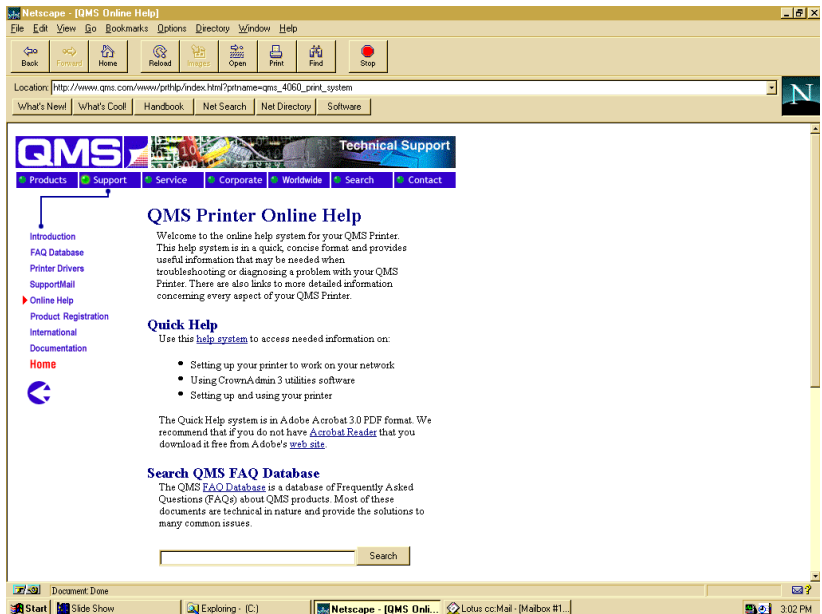 Netscape - [QMS Online Help]
File Edit View Go Bookmarks Options Directory Window Help
Back Forward Home Reload Images Open Print Find Stop
Location: http://www.qms.com/www/prthlp/index.html?prtname=qms_4060_print_system
N
What's New! What's Cool! Handbook Net Search Net Directory Software
QMS
Technical Support
Products Support Service Corporate Worldwide Search Contact
Introduction
FAQ Database
Printer Drivers
SupportMail
Online Help
Product Registration
International
Documentation
Home
QMS Printer Online Help
Welcome to the online help system for your QMS Printer.
This help system is in a quick, concise format and provides
useful information that may be needed when
troubleshooting or diagnosing a problem with your QMS
Printer. There are also links to more detailed information
concerning every aspect of your QMS Printer.
Quick Help
Use this help system to access needed information on:
• Setting up your printer to work on your network
• Using CrownAdmin 3 utilities software
• Setting up and using your printer
The Quick Help system is in Adobe Acrobat 3.0 PDF format. We
recommend that if you do not have Acrobat Reader that you
download it free from Adobe's web site.
Search QMS FAQ Database
The QMS FAQ Database is a database of Frequently Asked
Questions (FAQs) about QMS products. Most of these
documents are technical in nature and provide the solutions to
many common issues.
Search
Document: Done
Start Slide Show Exploring - (C:) Netscape - [QMS Onli... Lotus cc:Mail - [Mailbox #1... 3:02 PM